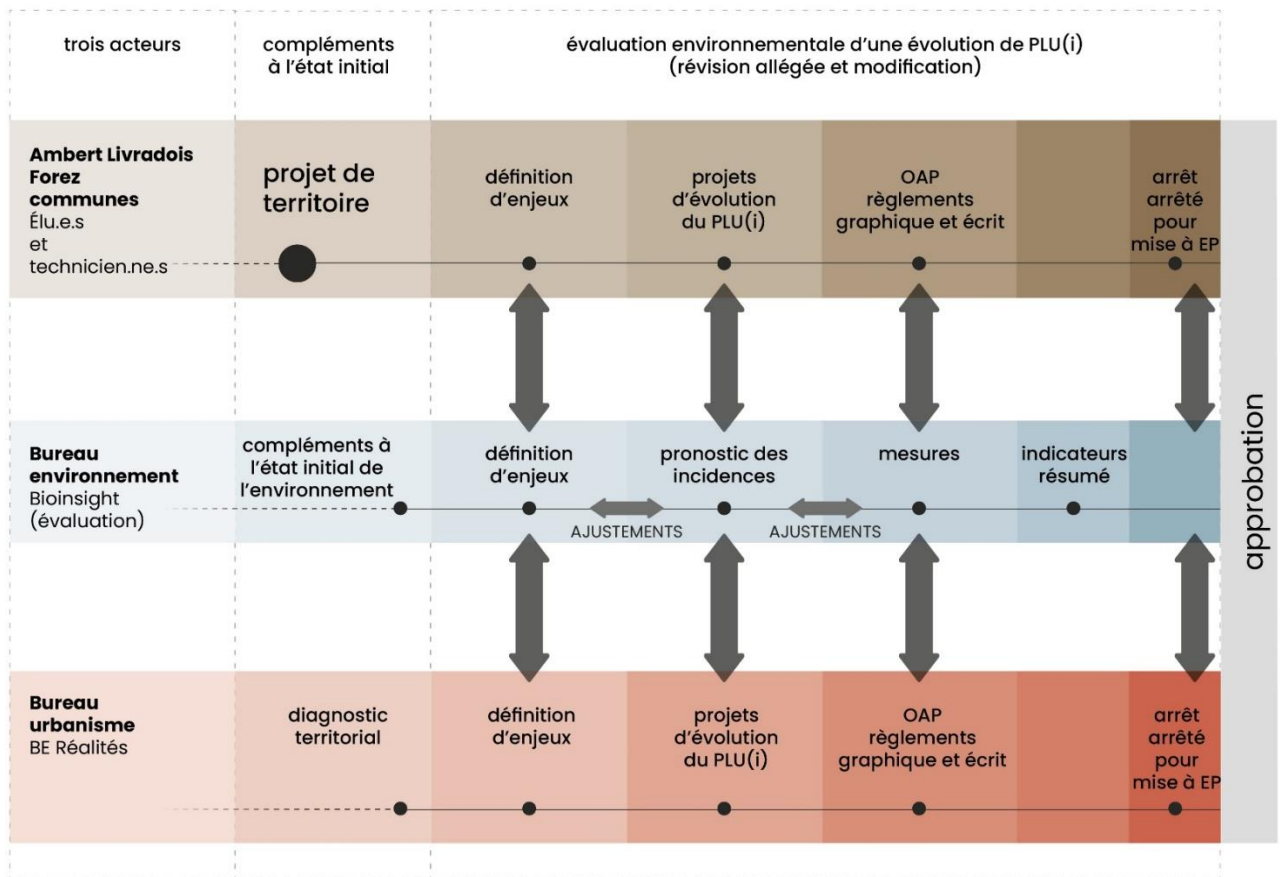 trois acteurs
compléments
à l'état initial
évaluation environnementale d'une évolution de PLU(i)
(révision allégée et modification)
Ambert Livradois
Forez
communes
Élu.e.s
et
technicien.ne.s
projet de
territoire
définition
d'enjeux
projets
d'évolution
du PLU(i)
OAP
règlements
graphique et écrit
arrêt
arrêté
pour
mise à EP
Bureau
environnement
Bioinsight
(évaluation)
compléments à
l'état initial de
l'environnement
définition
d'enjeux
pronostic des
incidences
mesures
indicateurs
résumé
AJUSTEMENTS
AJUSTEMENTS
Bureau
urbanisme
BE Réalités
diagnostic
territorial
définition
d'enjeux
projets
d'évolution
du PLU(i)
OAP
règlements
graphique et écrit
arrêt
arrêté
pour
mise à EP
approbation